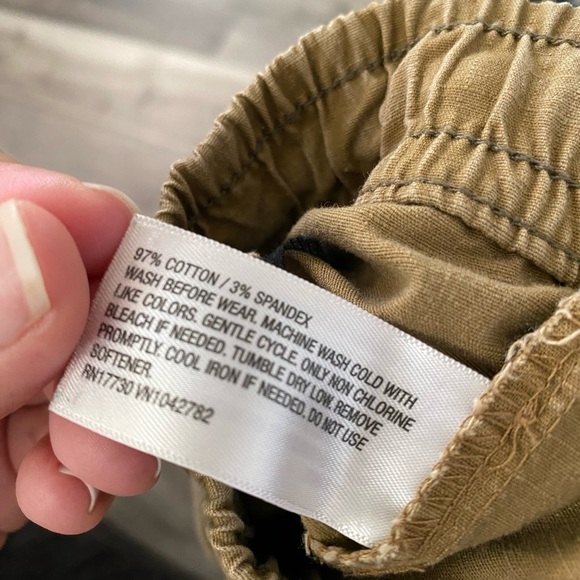 97% COTTON / 3% SPANDEX
WASH BEFORE WEAR. MACHINE WASH COLD WITH
LIKE COLORS. GENTLE CYCLE. ONLY NON CHLORINE
BLEACH IF NEEDED. TUMBLE DRY LOW. REMOVE
PROMPTLY COOL IRON IF NEEDED. DO NOT USE
SOFTENER.
RN17730 VN1042782